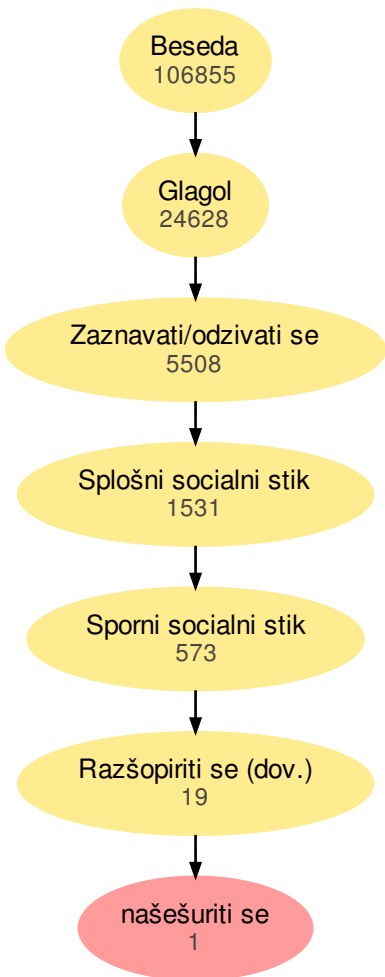 Beseda
106855
Glagol
24628
Zaznavati/odzivati se
5508
Splošni socialni stik
1531
Sporni socialni stik
573
Razšopiriti se (dov.)
19
našešuriti se
1